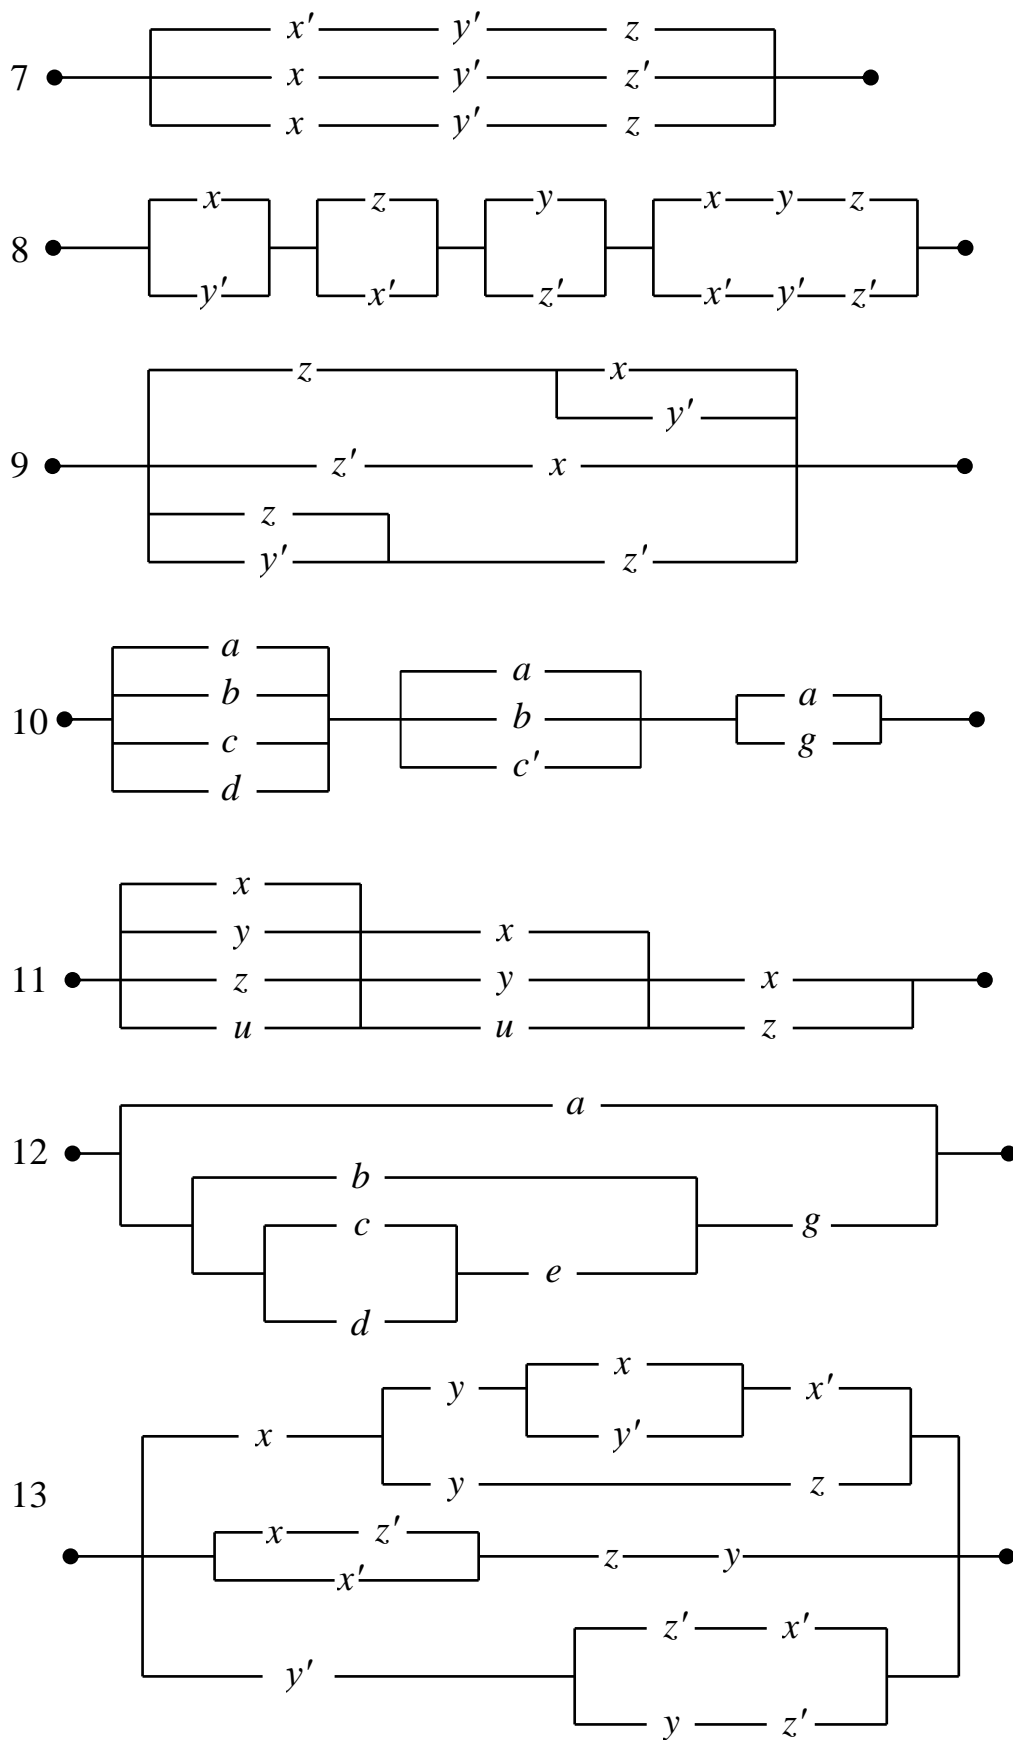 x′ y′ z
7 x y′ z′
x y′ z
x z y x y z
8
y′ x′ z′ x′ y′ z′
z x
y′
9 z′ x
z
y′ z′
a
a
b a
10 b
c g
c′
d
x
y x
11 z y x
u u z
a
12
b
c g
e
d
x
y x′
x y′
y z
13
x z′
z y
x′
z′ x′
y′
y z′